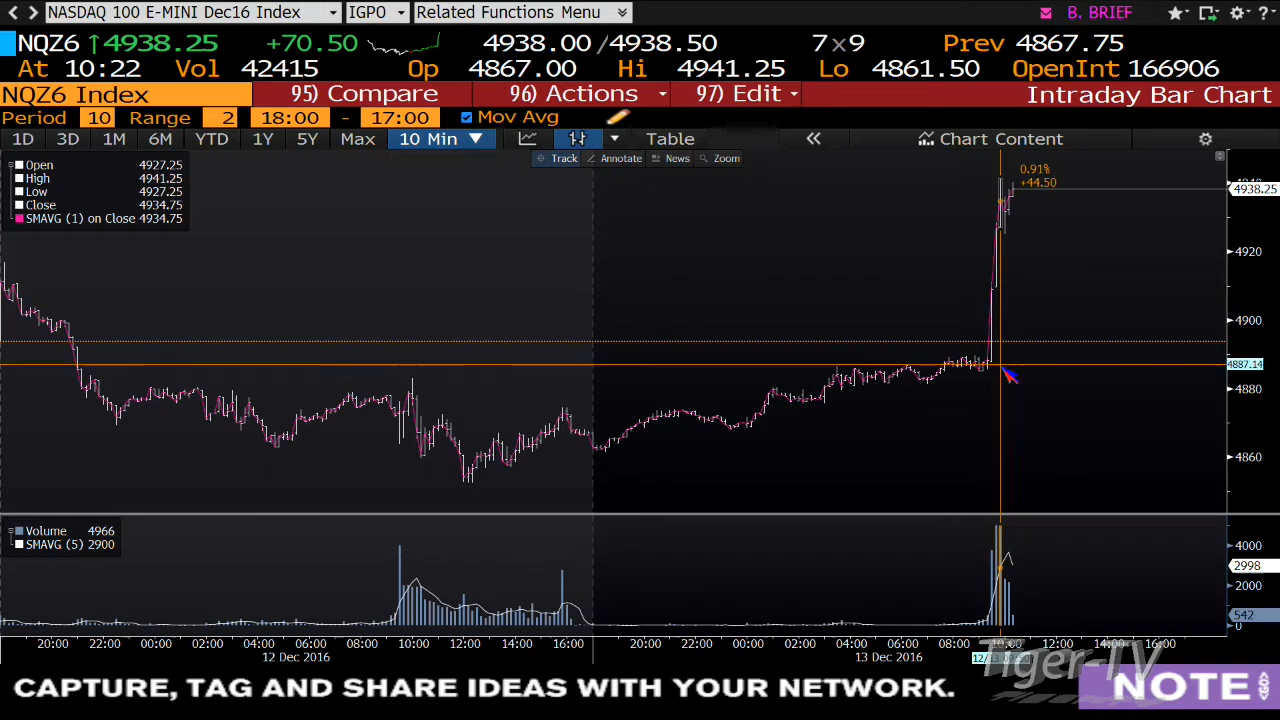 NASDAQ 100 E-MINI Dec16 Index IGPO Related Functions Menu B. BRIEF
NQZ6 ↑4938.25 +70.50 4938.00/4938.50 7x9 Prev 4867.75
At 10:22 Vol 42415 Op 4867.00 Hi 4941.25 Lo 4861.50 OpenInt 166906
NQZ6 Index 95) Compare 96) Actions 97) Edit Intraday Bar Chart
Period 10 Range 2 18:00 - 17:00 Mov Avg
1D 3D 1M 6M YTD 1Y 5Y Max 10 Min ▼ Table « Chart Content
Track Annotate News Zoom
Open 4927.25
High 4941.25
Low 4927.25
Close 4934.75
SMAVG (1) on Close 4934.75
0.91%
+44.50
4938.25
4920
4900
4887.14
4880
4860
Volume 4966
SMAVG (5) 2900
4000
2998
2000
542
0
20:00 22:00 00:00 02:00 04:00 06:00 08:00 10:00 12:00 14:00 16:00 20:00 22:00 00:00 02:00 04:00 06:00 08:00 10:00 12:00 14:00 16:00
12 Dec 2016 13 Dec 2016
Tiger-TV
CAPTURE, TAG AND SHARE IDEAS WITH YOUR NETWORK. NOTE